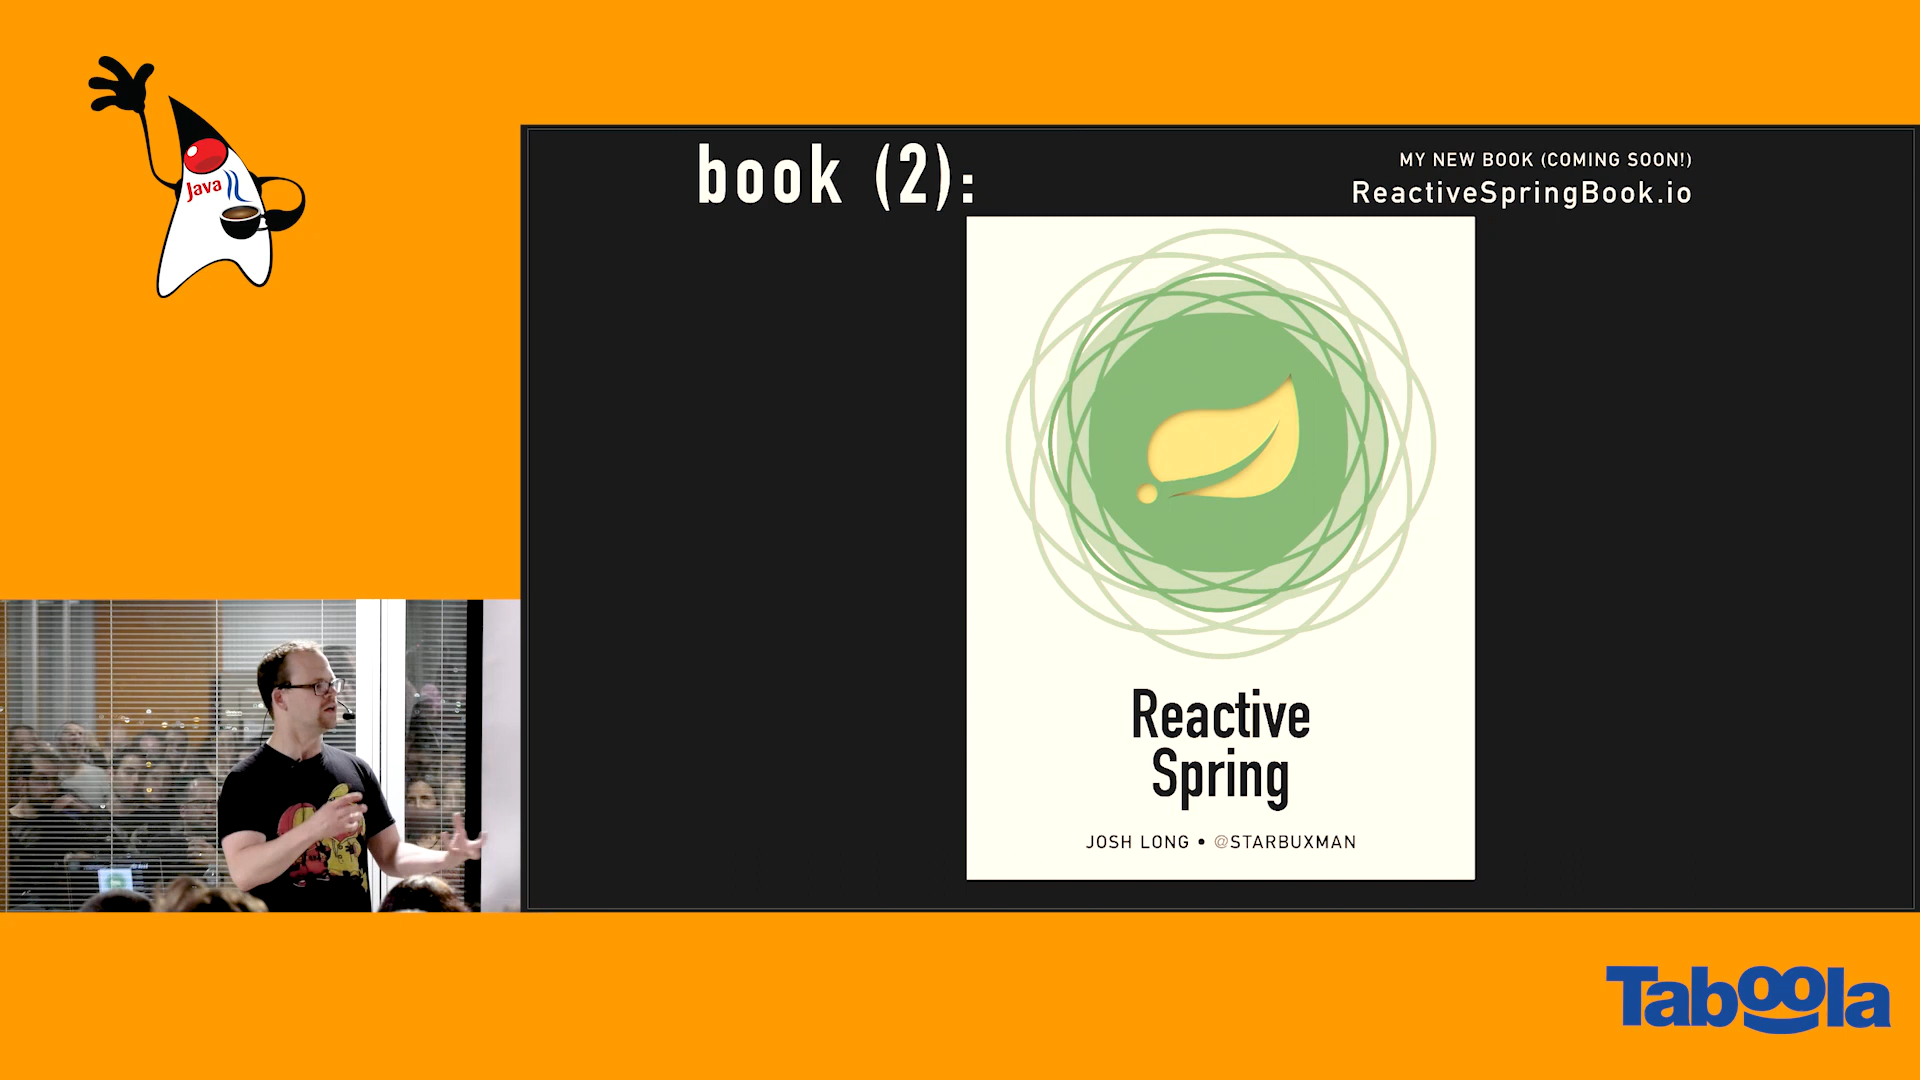 Java
book (2):
MY NEW BOOK (COMING SOON!)
ReactiveSpringBook.io
Reactive
Spring
JOSH LONG • @STARBUXMAN
Taboola